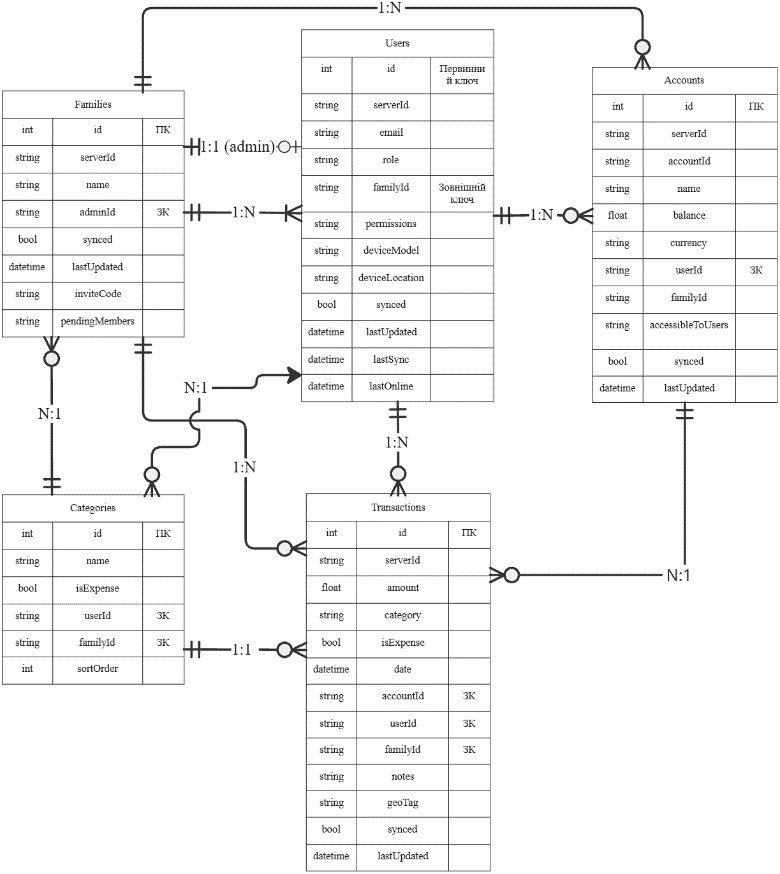 1:N
Users
int id Первинни
й ключ
string serverId
string email
string role
string familyId Зовнішній
ключ
string permissions
string deviceModel
string deviceLocation
bool synced
datetime lastUpdated
datetime lastSync
datetime lastOnline
Families
int id ПК
string serverId
string name
string adminId ЗК
bool synced
datetime lastUpdated
string inviteCode
string pendingMembers
1:1 (admin)
1:N
1:N
Accounts
int id ПК
string serverId
string accountId
string name
float balance
string currency
string userId ЗК
string familyId
string accessibleToUsers
bool synced
datetime lastUpdated
N:1
N:1
1:N
1:N
N:1
Categories
int id ПК
string name
bool isExpense
string userId ЗК
string familyId ЗК
int sortOrder
1:1
Transactions
int id ПК
string serverId
float amount
string category
bool isExpense
datetime date
string accountId ЗК
string userId ЗК
string familyId ЗК
string notes
string geoTag
bool synced
datetime lastUpdated